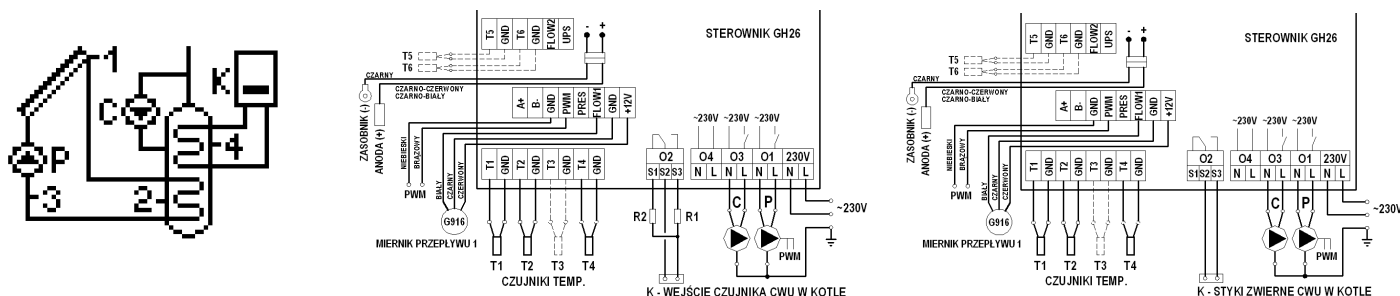 1
K
C
4
P
3
2
T5 GND T6 GND FLOW2 UPS
- +
STEROWNIK GH26
T5
T6
CZARNY
CZARNO-CZERWONY
CZARNO-BIAŁY
ZASOBNIK (-)
ANODA (+)
A+ B- GND PWM PRES FLOW1 GND +12V
NIEBIESKI
BRĄZOWY
PWM
BIAŁY
CZARNY
CZERWONY
G916
MIERNIK PRZEPŁYWU 1
T1 GND T2 GND T3 GND T4 GND
T1 T2 T3 T4
CZUJNIKI TEMP.
~230V ~230V ~230V
O2
S1 S2 S3
O4 O3 O1 230V
N L N L N L N L
R2 R1
C P
~230V
PWM
K - WEJŚCIE CZUJNIKA CWU W KOTLE
T5 GND T6 GND FLOW2 UPS
- +
STEROWNIK GH26
T5
T6
CZARNY
CZARNO-CZERWONY
CZARNO-BIAŁY
ZASOBNIK (-)
ANODA (+)
A+ B- GND PWM PRES FLOW1 GND +12V
NIEBIESKI
BRĄZOWY
PWM
BIAŁY
CZARNY
CZERWONY
G916
MIERNIK PRZEPŁYWU 1
T1 GND T2 GND T3 GND T4 GND
T1 T2 T3 T4
CZUJNIKI TEMP.
~230V ~230V ~230V
O2
S1 S2 S3
O4 O3 O1 230V
N L N L N L N L
C P
~230V
PWM
K - STYKI ZWIERNE CWU W KOTLE